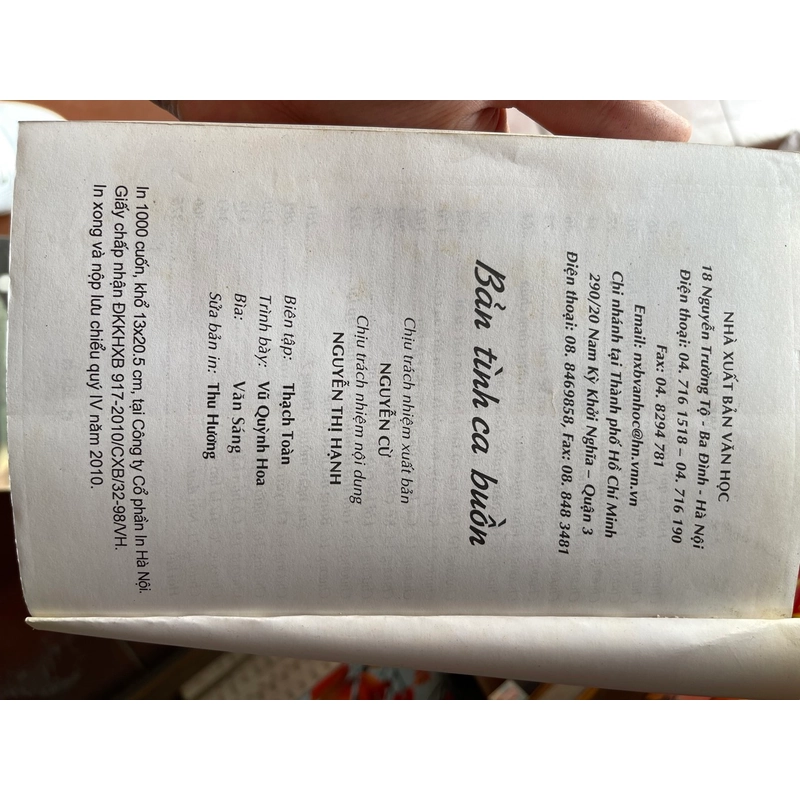 NHÀ XUẤT BẢN VĂN HỌC
18 Nguyễn Trường Tộ - Ba Đình - Hà Nội
Điện thoại: 04. 716 1518 – 04. 716 190
Fax: 04. 8294 781
Email: nxbvanhoc@hn.vnn.vn
Chi nhánh tại Thành phố Hồ Chí Minh
290/20 Nam Kỳ Khởi Nghĩa – Quận 3
Điện thoại: 08. 8469858, Fax: 08. 848 3481
Bản tình ca buồn
Chịu trách nhiệm xuất bản
NGUYỄN CỪ
Chịu trách nhiệm nội dung
NGUYỄN THỊ HẠNH
Biên tập: Thạch Toàn
Trình bày: Vũ Quỳnh Hoa
Bìa: Văn Sáng
Sửa bản in: Thu Hường
In 1000 cuốn, khổ 13x20.5 cm, tại Công ty Cổ phần In Hà Nội.
Giấy chấp nhận ĐKKHXB 917-2010/CXB/32-98/VH.
In xong và nộp lưu chiểu quý IV năm 2010.